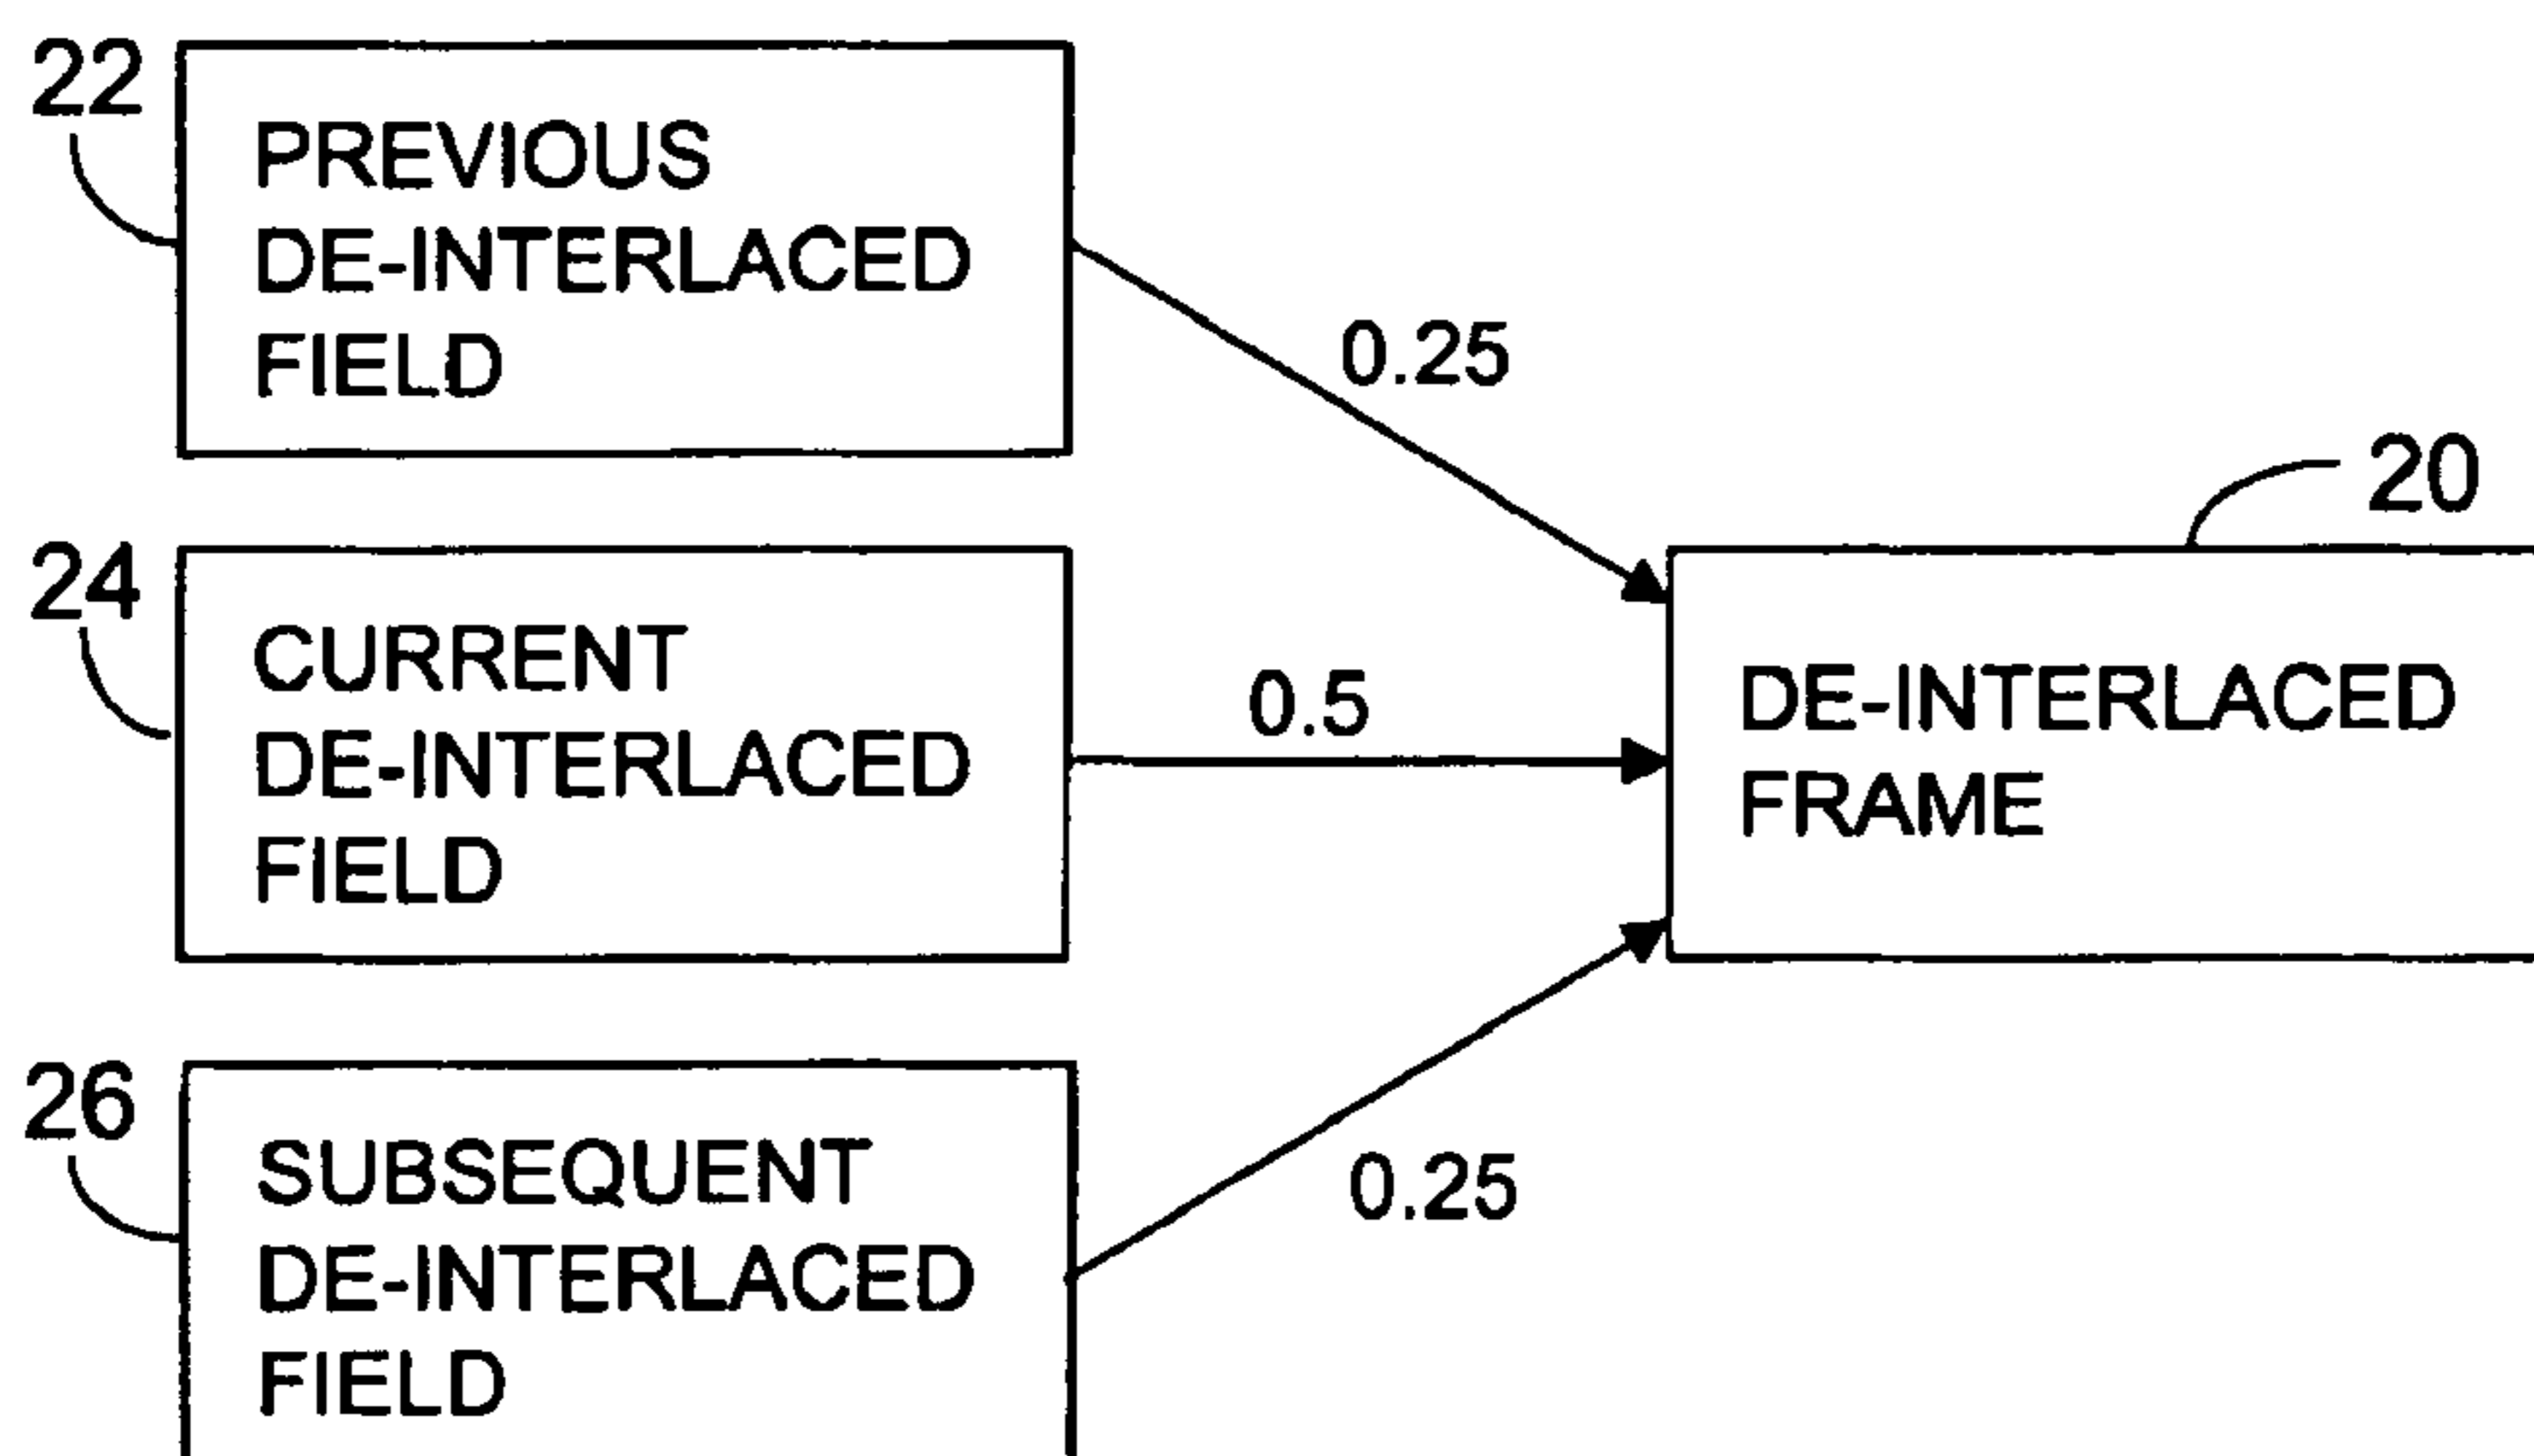 22
PREVIOUS
DE-INTERLACED
FIELD
0.25
20
24
CURRENT
DE-INTERLACED
FIELD
0.5
DE-INTERLACED
FRAME
26
SUBSEQUENT
DE-INTERLACED
FIELD
0.25